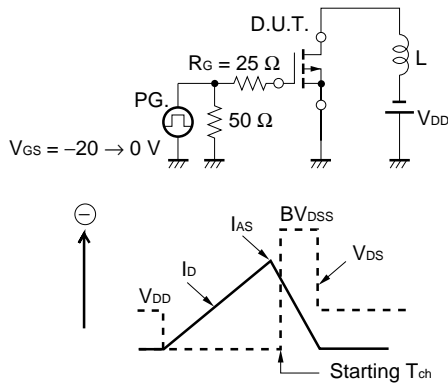 D.U.T.
RG = 25 Ω
L
PG.
50 Ω
VDD
VGS = −20 → 0 V
⊖
IAS
BVDSS
ID
VDS
VDD
Starting Tch